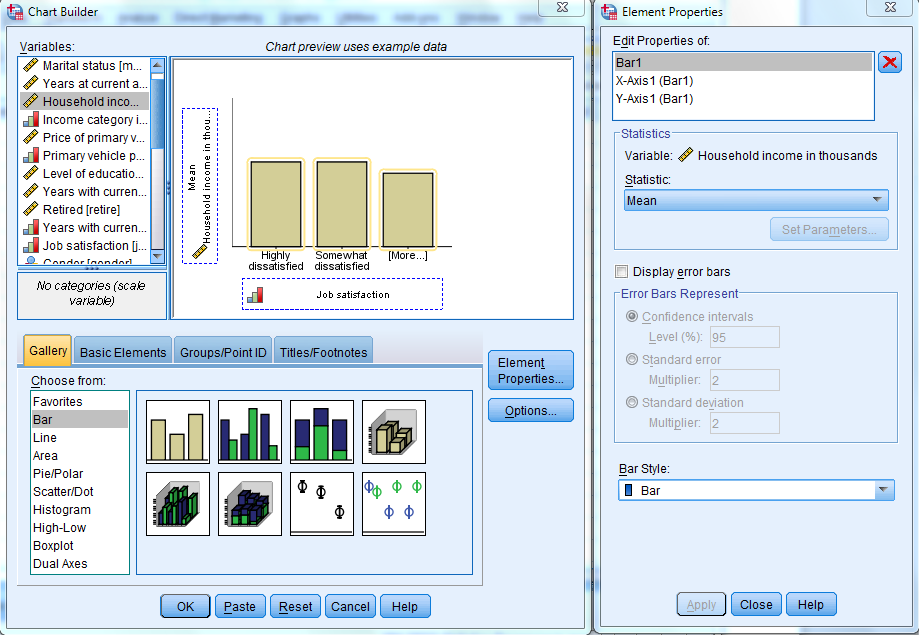 Chart Builder
Variables:
Chart preview uses example data
Marital status [m...
Years at current a...
Household inco...
Income category i...
Price of primary v...
Primary vehicle p...
Level of educatio...
Years with curren...
Retired [retire]
Years with curren...
Job satisfaction [j...
Gender [gender]
No categories (scale
variable)
Mean
Household income in thou...
Highly
dissatisfied
Somewhat
dissatisfied
[More...]
Job satisfaction
Gallery
Basic Elements
Groups/Point ID
Titles/Footnotes
Choose from:
Favorites
Bar
Line
Area
Pie/Polar
Scatter/Dot
Histogram
High-Low
Boxplot
Dual Axes
Element
Properties...
Options...
OK
Paste
Reset
Cancel
Help
Element Properties
Edit Properties of:
Bar1
X-Axis1 (Bar1)
Y-Axis1 (Bar1)
Statistics
Variable: Household income in thousands
Statistic:
Mean
Set Parameters...
Display error bars
Error Bars Represent
Confidence intervals
Level (%): 95
Standard error
Multiplier: 2
Standard deviation
Multiplier: 2
Bar Style:
Bar
Apply
Close
Help